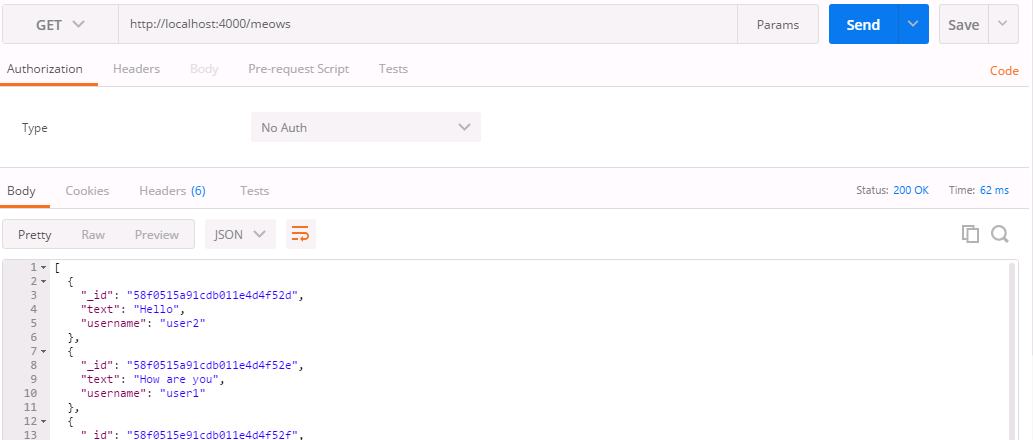 GET http://localhost:4000/meows Params Send Save
Authorization Headers Body Pre-request Script Tests Code
Type No Auth
Body Cookies Headers (6) Tests Status: 200 OK Time: 62 ms
Pretty Raw Preview JSON
1 [
2 {
3 "_id": "58f0515a91cdb011e4d4f52d",
4 "text": "Hello",
5 "username": "user2"
6 },
7 {
8 "_id": "58f0515a91cdb011e4d4f52e",
9 "text": "How are you",
10 "username": "user1"
11 },
12 {
13 "_id": "58f0515e91cdb011e4d4f52f",